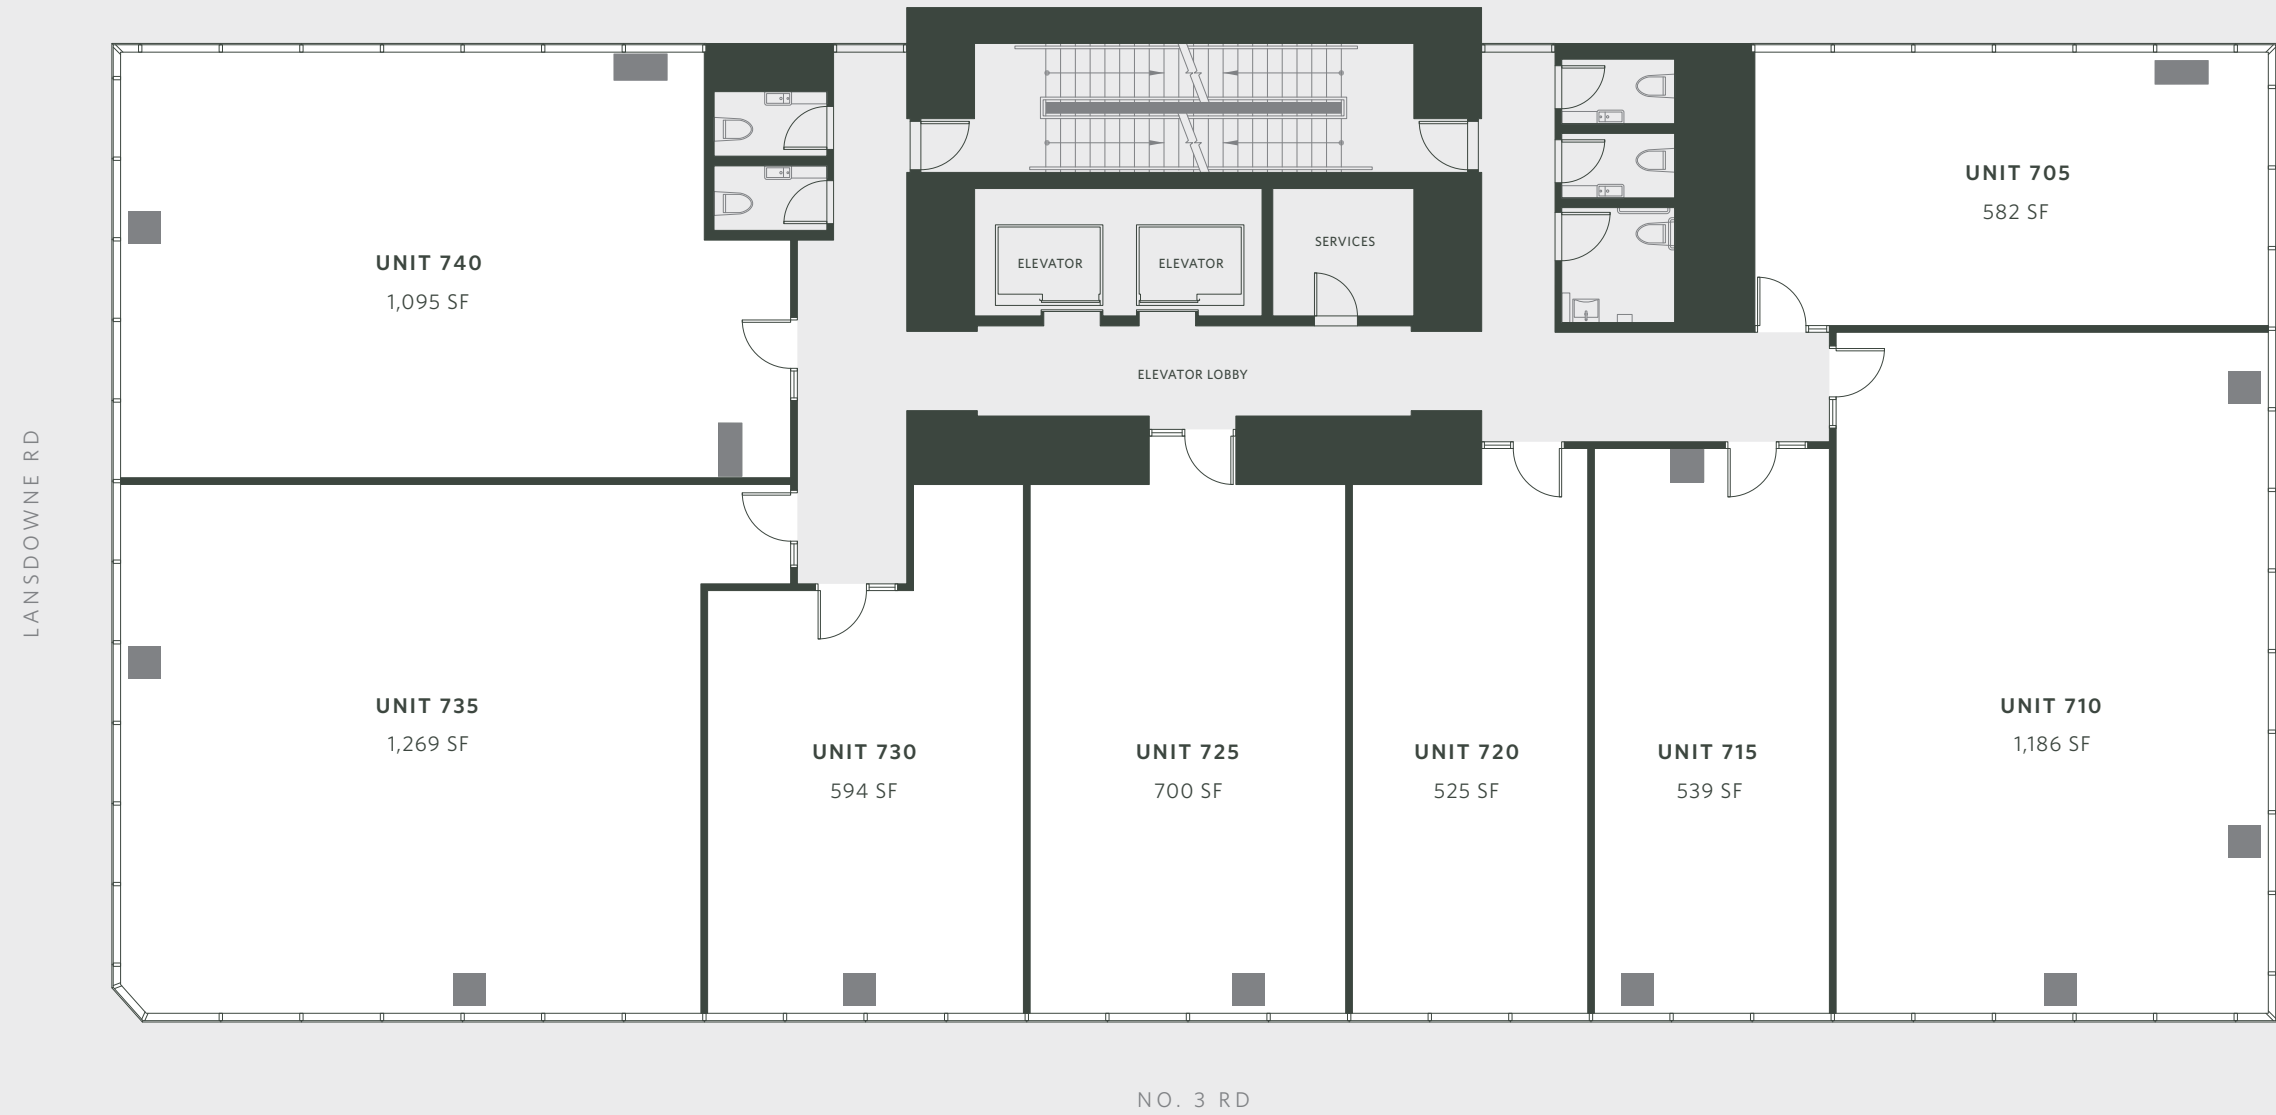 UNIT 705
582 SF
SERVICES
ELEVATOR
ELEVATOR
UNIT 740
1,095 SF
ELEVATOR LOBBY
LANSDOWNE RD
UNIT 735
1,269 SF
UNIT 710
1,186 SF
UNIT 730
594 SF
UNIT 725
700 SF
UNIT 720
525 SF
UNIT 715
539 SF
NO. 3 RD